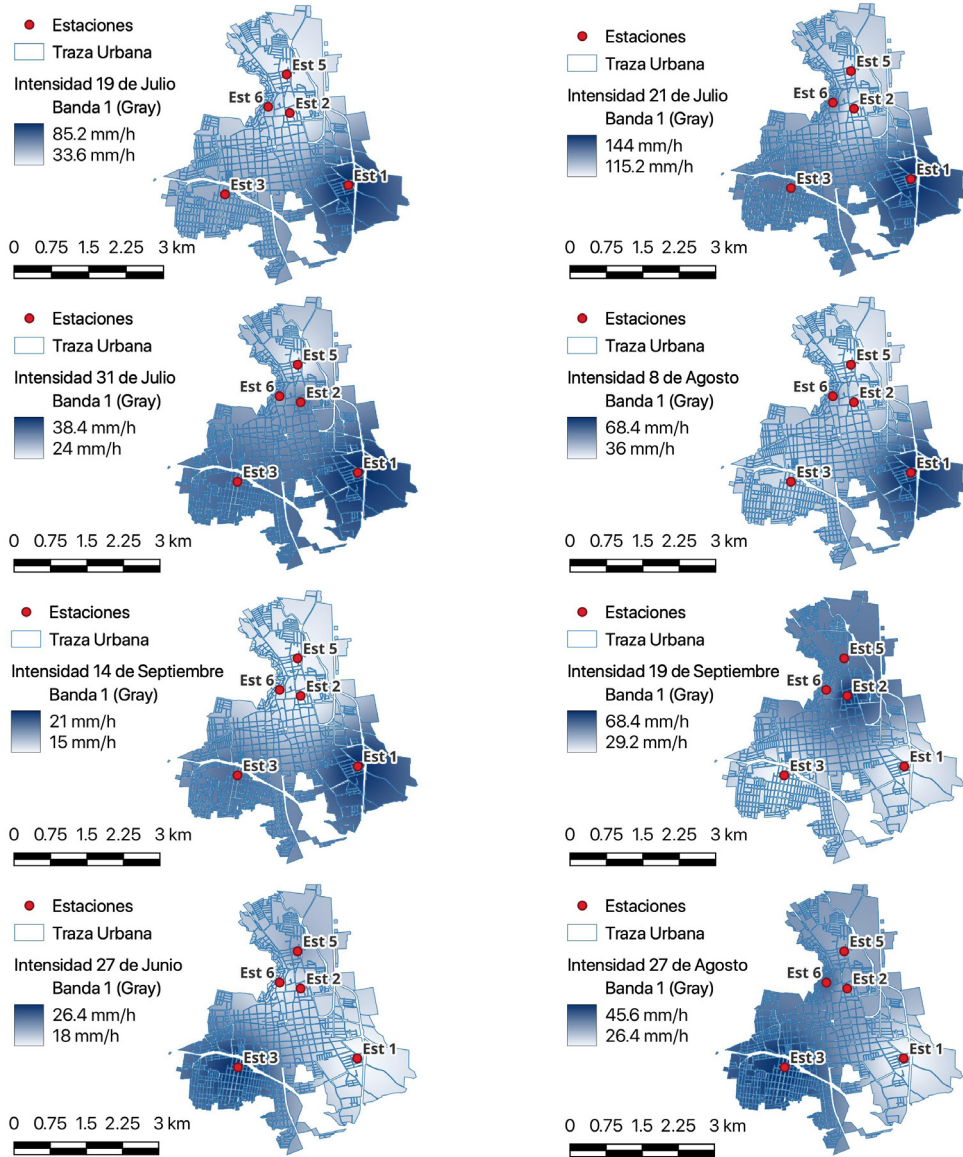 Estaciones
Traza Urbana
Intensidad 19 de Julio
Banda 1 (Gray)
85.2 mm/h
33.6 mm/h
Est 5
Est 6
Est 2
Est 3
Est 1
0 0.75 1.5 2.25 3 km
Estaciones
Traza Urbana
Intensidad 21 de Julio
Banda 1 (Gray)
144 mm/h
115.2 mm/h
Est 5
Est 6
Est 2
Est 3
Est 1
0 0.75 1.5 2.25 3 km
Estaciones
Traza Urbana
Intensidad 31 de Julio
Banda 1 (Gray)
38.4 mm/h
24 mm/h
Est 5
Est 6
Est 2
Est 3
Est 1
0 0.75 1.5 2.25 3 km
Estaciones
Traza Urbana
Intensidad 8 de Agosto
Banda 1 (Gray)
68.4 mm/h
36 mm/h
Est 5
Est 6
Est 2
Est 3
Est 1
0 0.75 1.5 2.25 3 km
Estaciones
Traza Urbana
Intensidad 14 de Septiembre
Banda 1 (Gray)
21 mm/h
15 mm/h
Est 5
Est 6
Est 2
Est 3
Est 1
0 0.75 1.5 2.25 3 km
Estaciones
Traza Urbana
Intensidad 19 de Septiembre
Banda 1 (Gray)
68.4 mm/h
29.2 mm/h
Est 5
Est 6
Est 2
Est 3
Est 1
0 0.75 1.5 2.25 3 km
Estaciones
Traza Urbana
Intensidad 27 de Junio
Banda 1 (Gray)
26.4 mm/h
18 mm/h
Est 5
Est 6
Est 2
Est 3
Est 1
0 0.75 1.5 2.25 3 km
Estaciones
Traza Urbana
Intensidad 27 de Agosto
Banda 1 (Gray)
45.6 mm/h
26.4 mm/h
Est 5
Est 6
Est 2
Est 3
Est 1
0 0.75 1.5 2.25 3 km